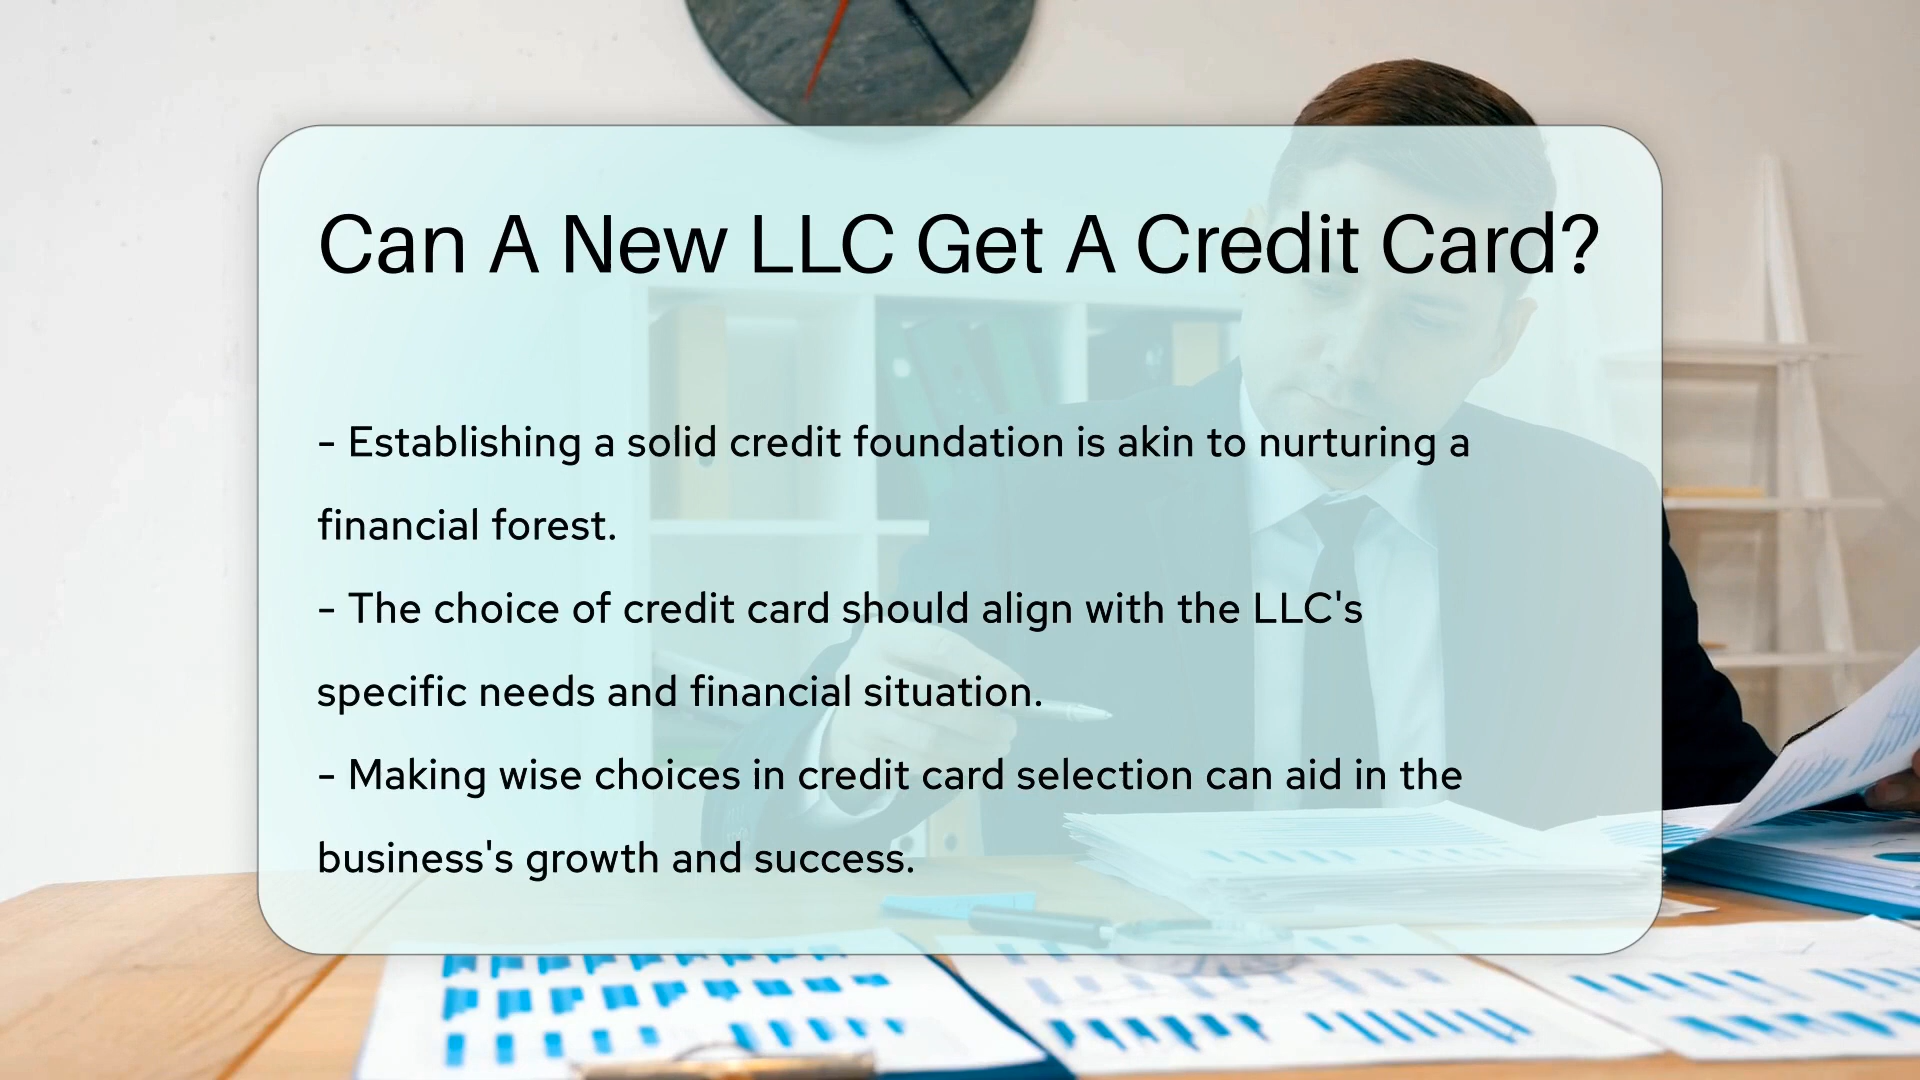 Can A New LLC Get A Credit Card?
- Establishing a solid credit foundation is akin to nurturing a
financial forest.
- The choice of credit card should align with the LLC's
specific needs and financial situation.
- Making wise choices in credit card selection can aid in the
business's growth and success.